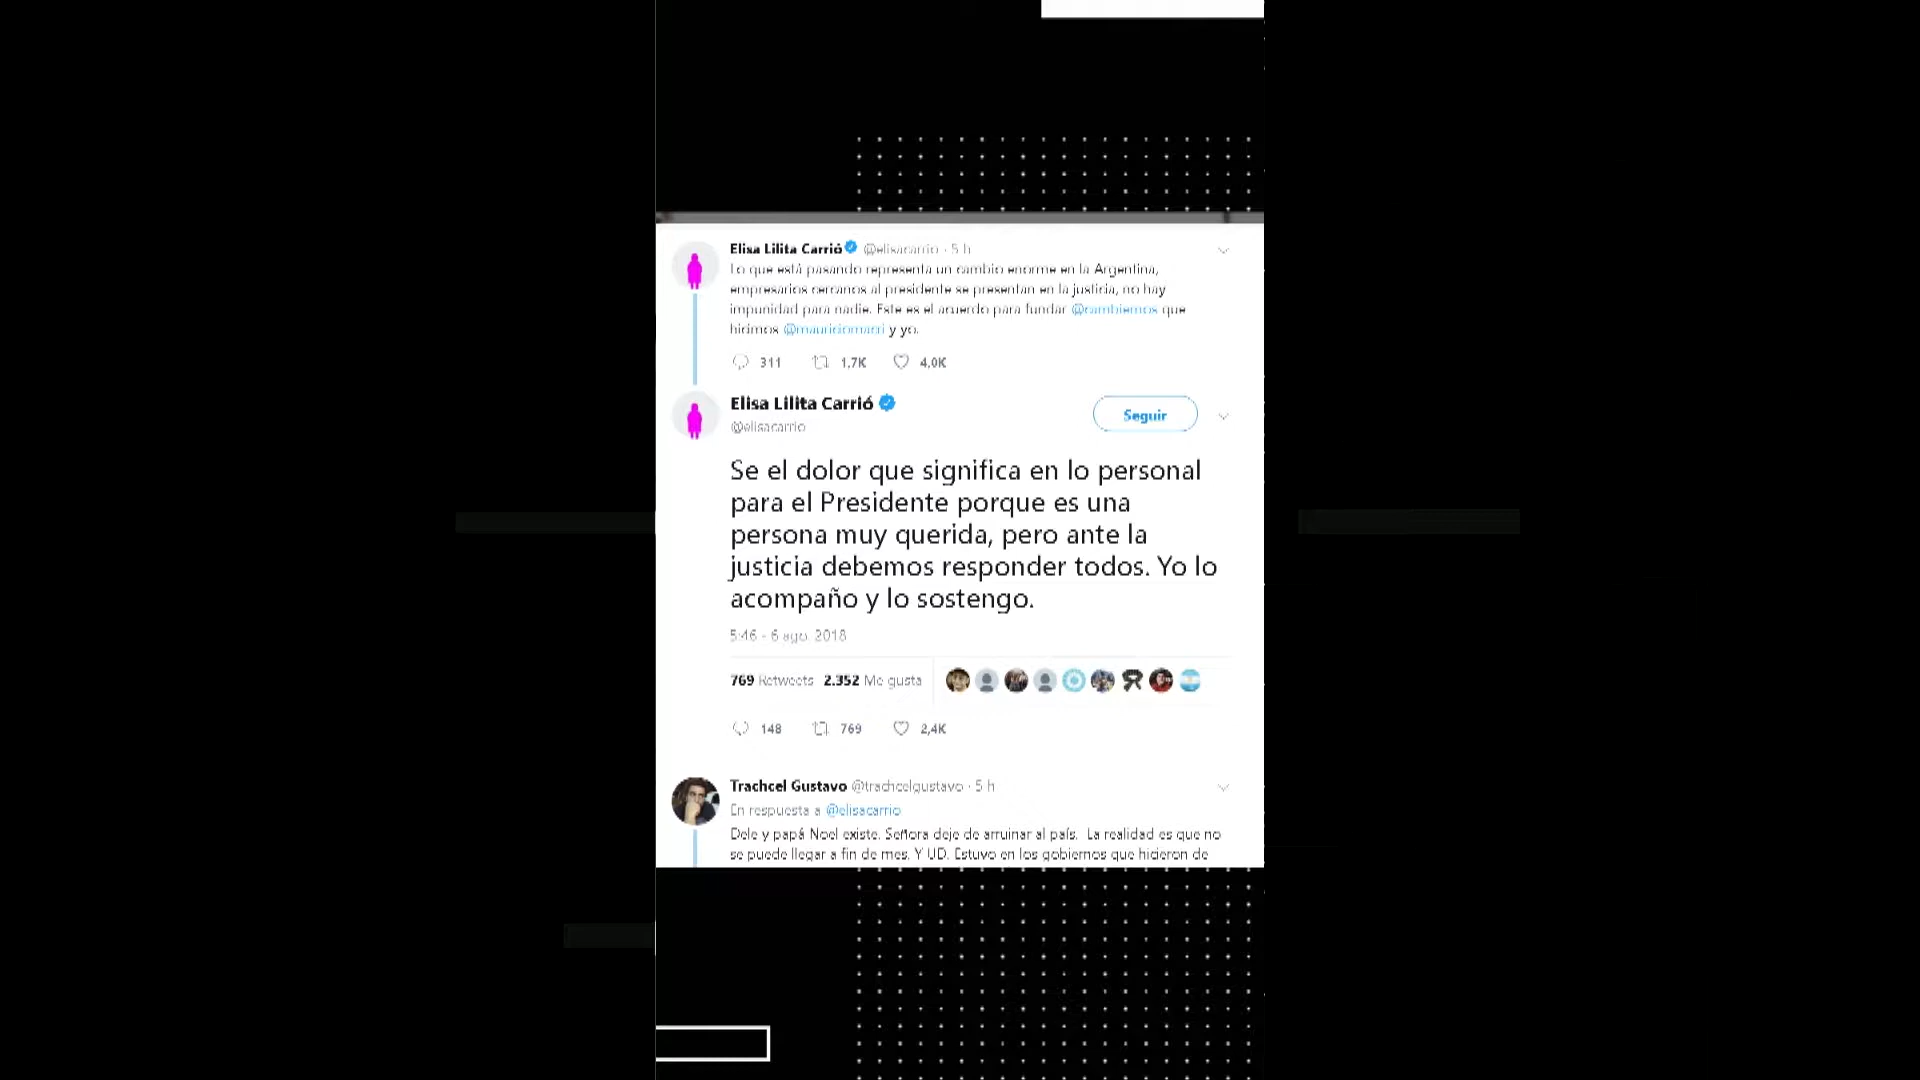 Elisa Lilita Carrió @elisacarrio · 5 h
Lo que está pasando representa un cambio enorme en la Argentina,
empresarios cercanos al presidente se presentan en la justicia, no hay
impunidad para nadie. Este es el acuerdo para fundar @cambiemos que
hicimos @mauriciomacri y yo.
311 1,7K 4,0K
Elisa Lilita Carrió
Seguir
@elisacarrio
Se el dolor que significa en lo personal
para el Presidente porque es una
persona muy querida, pero ante la
justicia debemos responder todos. Yo lo
acompaño y lo sostengo.
5:46 - 6 ago. 2018
769 Retweets 2.352 Me gusta
148 769 2,4K
Trachcel Gustavo @trachcelgustavo · 5 h
En respuesta a @elisacarrio
Dele y papá Noel existe. Señora deje de arruinar al país. La realidad es que no
se puede llegar a fin de mes. Y UD. Estuvo en los gobiernos que hicieron de